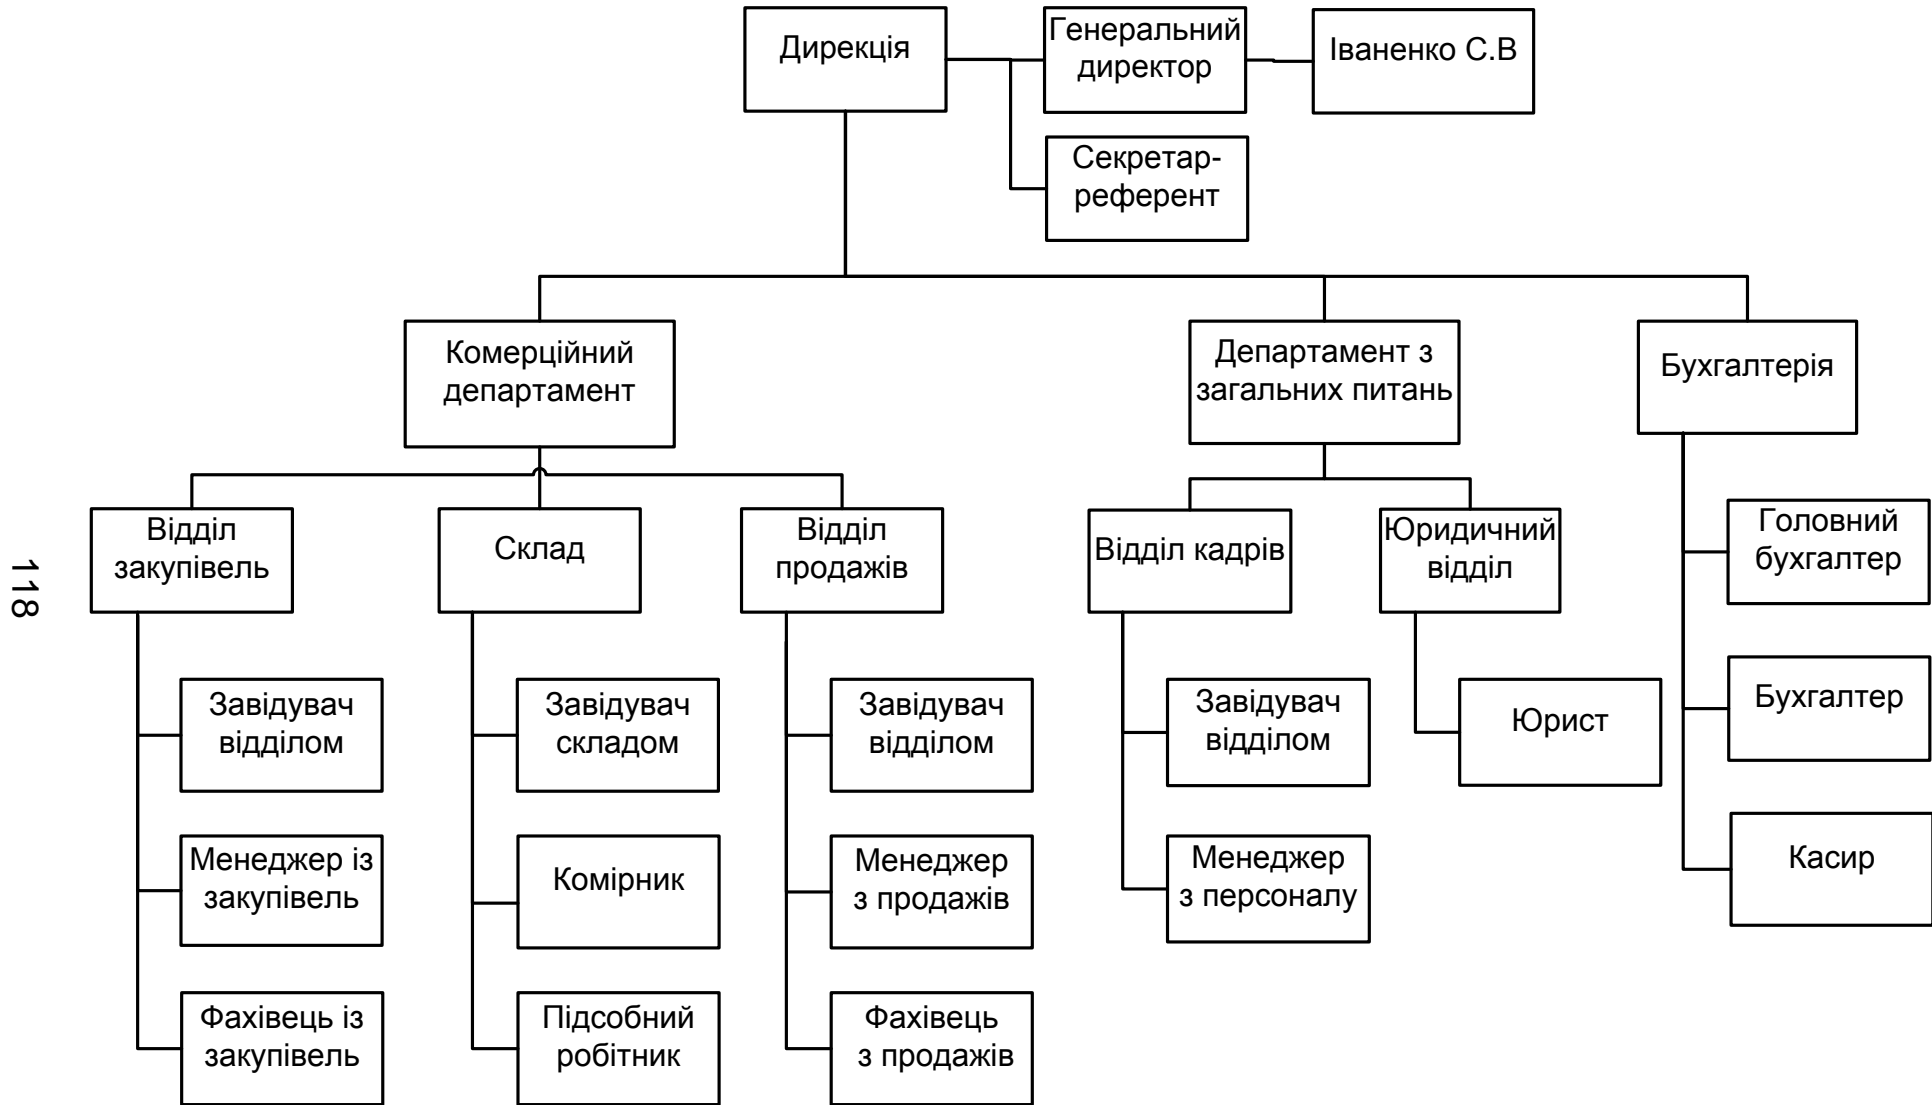 Дирекція
Генеральний
директор
Іваненко С.В
Секретар-
референт
Комерційний
департамент
Департамент з
загальних питань
Бухгалтерія
Відділ
закупівель
Склад
Відділ
продажів
Відділ кадрів
Юридичний
відділ
Головний
бухгалтер
118
Завідувач
відділом
Завідувач
складом
Завідувач
відділом
Завідувач
відділом
Юрист
Бухгалтер
Менеджер із
закупівель
Комірник
Менеджер
з продажів
Менеджер
з персоналу
Касир
Фахівець із
закупівель
Підсобний
робітник
Фахівець
з продажів